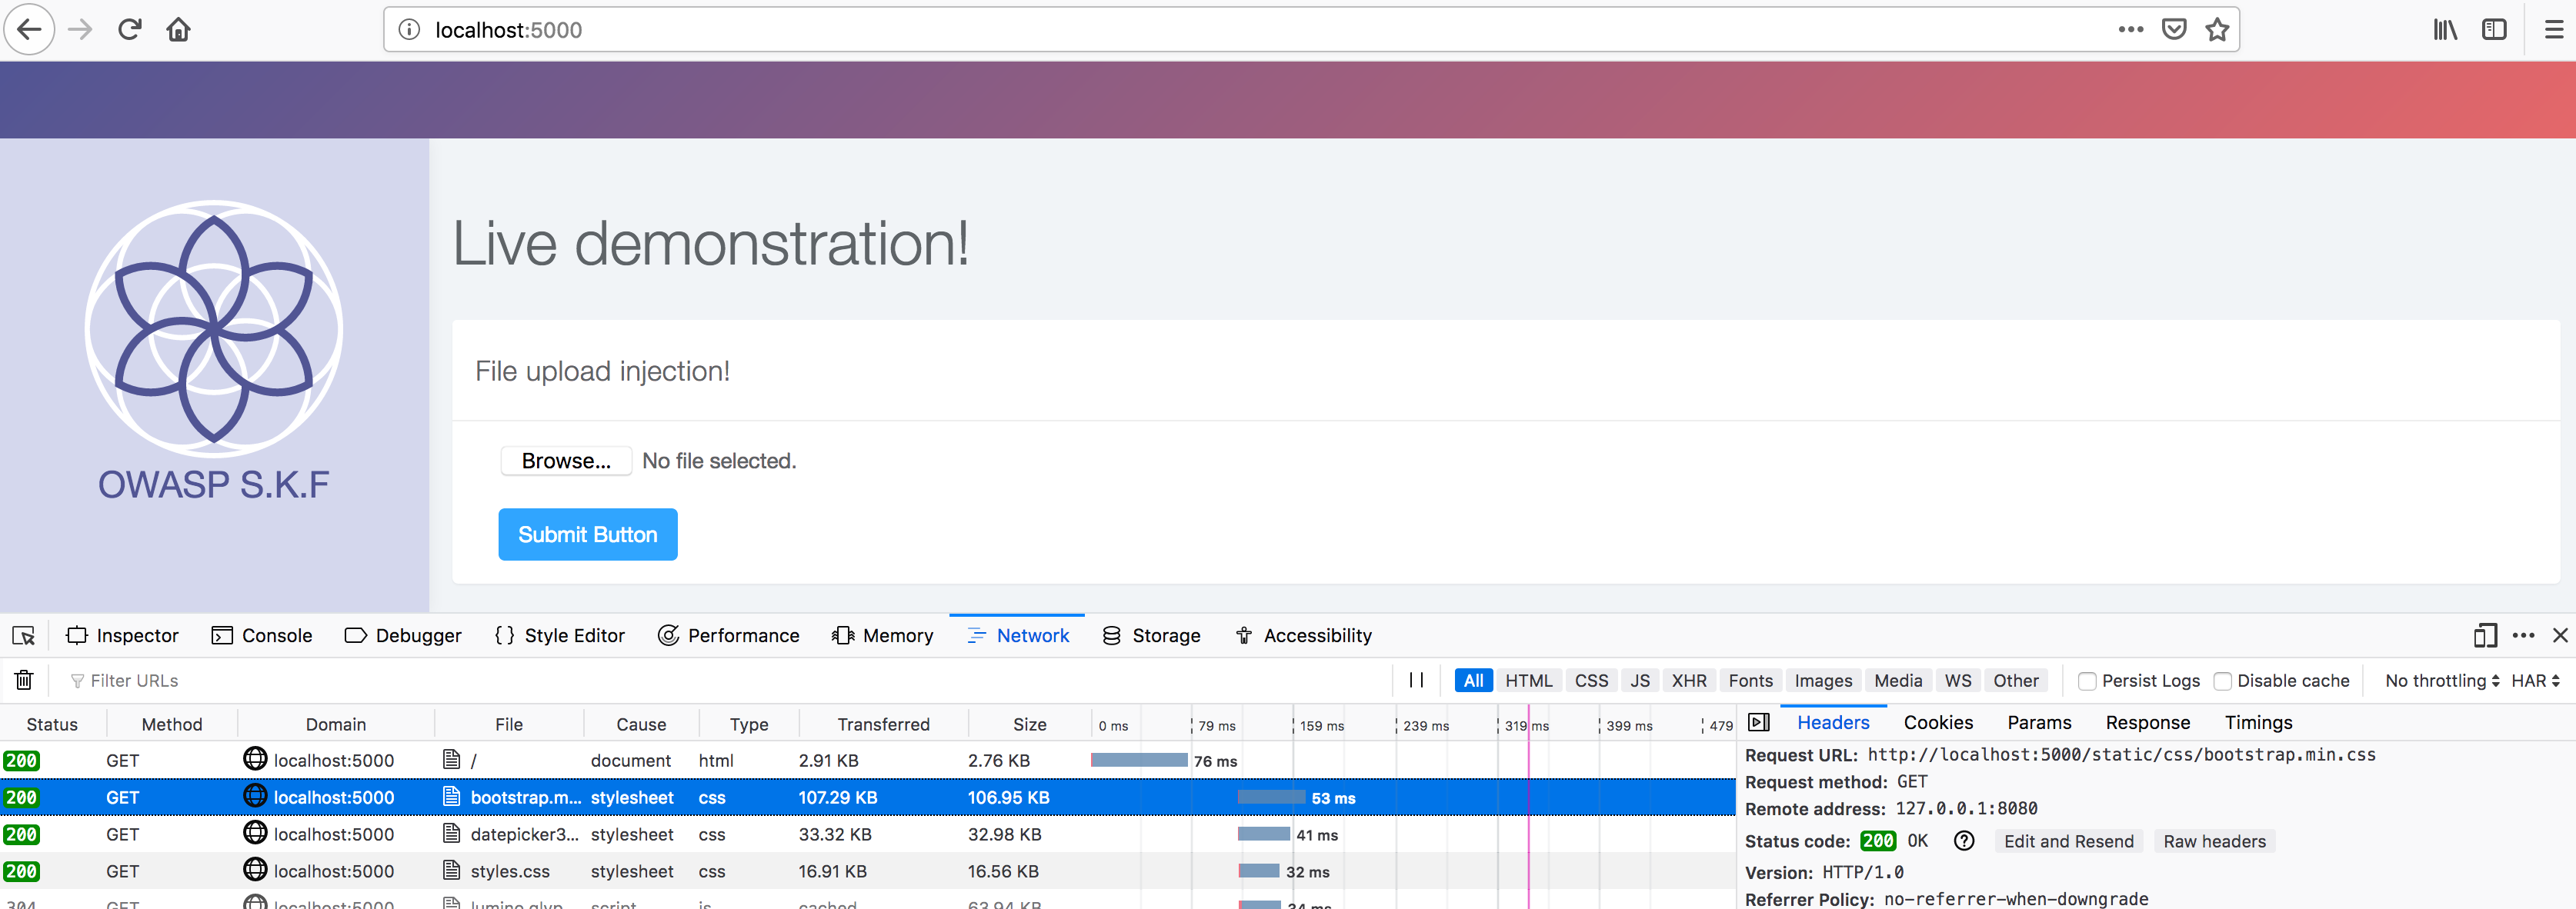 localhost:5000
Live demonstration!
File upload injection!
Browse... No file selected.
OWASP S.K.F
Submit Button
Inspector Console Debugger { } Style Editor Performance Memory Network Storage Accessibility
Filter URLs All HTML CSS JS XHR Fonts Images Media WS Other Persist Logs Disable cache No throttling HAR
Status Method Domain File Cause Type Transferred Size 0 ms 79 ms 159 ms 239 ms 319 ms 399 ms 479
200 GET localhost:5000 / document html 2.91 KB 2.76 KB 76 ms
200 GET localhost:5000 bootstrap.m... stylesheet css 107.29 KB 106.95 KB 53 ms
200 GET localhost:5000 datepicker3... stylesheet css 33.32 KB 32.98 KB 41 ms
200 GET localhost:5000 styles.css stylesheet css 16.91 KB 16.56 KB 32 ms
304 GET localhost:5000 script js cached 63.94 KB 34 ms
Headers Cookies Params Response Timings
Request URL: http://localhost:5000/static/css/bootstrap.min.css
Request method: GET
Remote address: 127.0.0.1:8080
Status code: 200 OK Edit and Resend Raw headers
Version: HTTP/1.0
Referrer Policy: no-referrer-when-downgrade